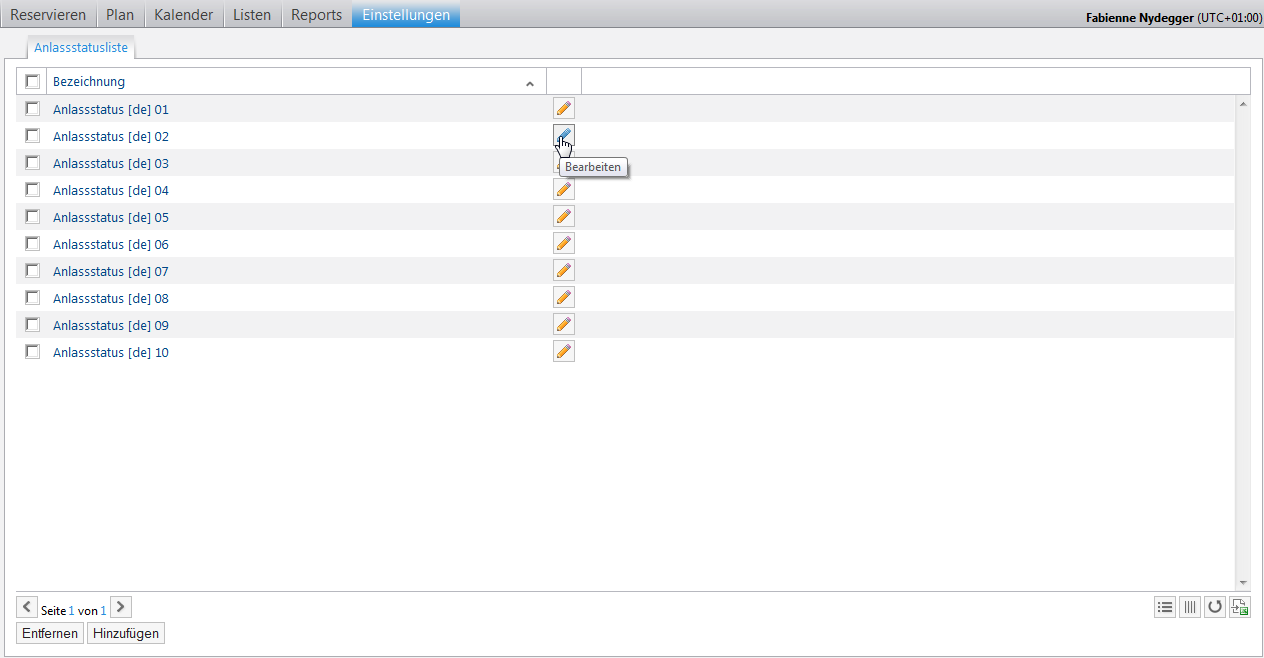 Reservieren Plan Kalender Listen Reports Einstellungen
Fabienne Nydegger (UTC+01:00)
Anlassstatusliste
Bezeichnung
Anlassstatus [de] 01
Anlassstatus [de] 02
Bearbeiten
Anlassstatus [de] 03
Anlassstatus [de] 04
Anlassstatus [de] 05
Anlassstatus [de] 06
Anlassstatus [de] 07
Anlassstatus [de] 08
Anlassstatus [de] 09
Anlassstatus [de] 10
Seite 1 von 1
Entfernen Hinzufügen